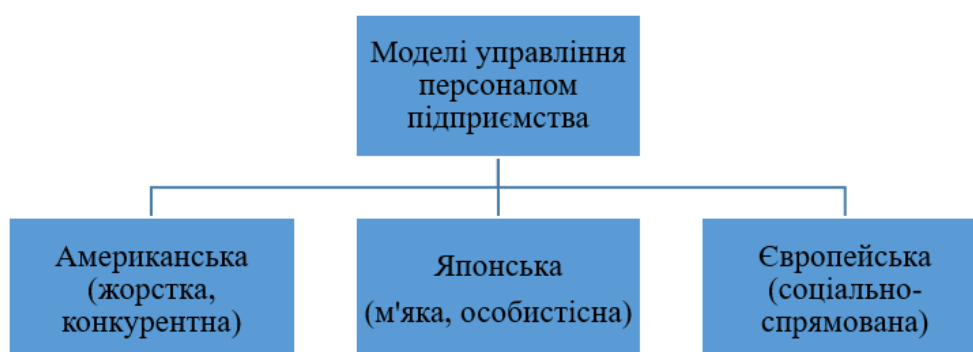 Моделі управління
персоналом
підприємства
Американська
(жорстка,
конкурентна)
Японська
(м'яка, особистісна)
Європейська
(соціально-
спрямована)